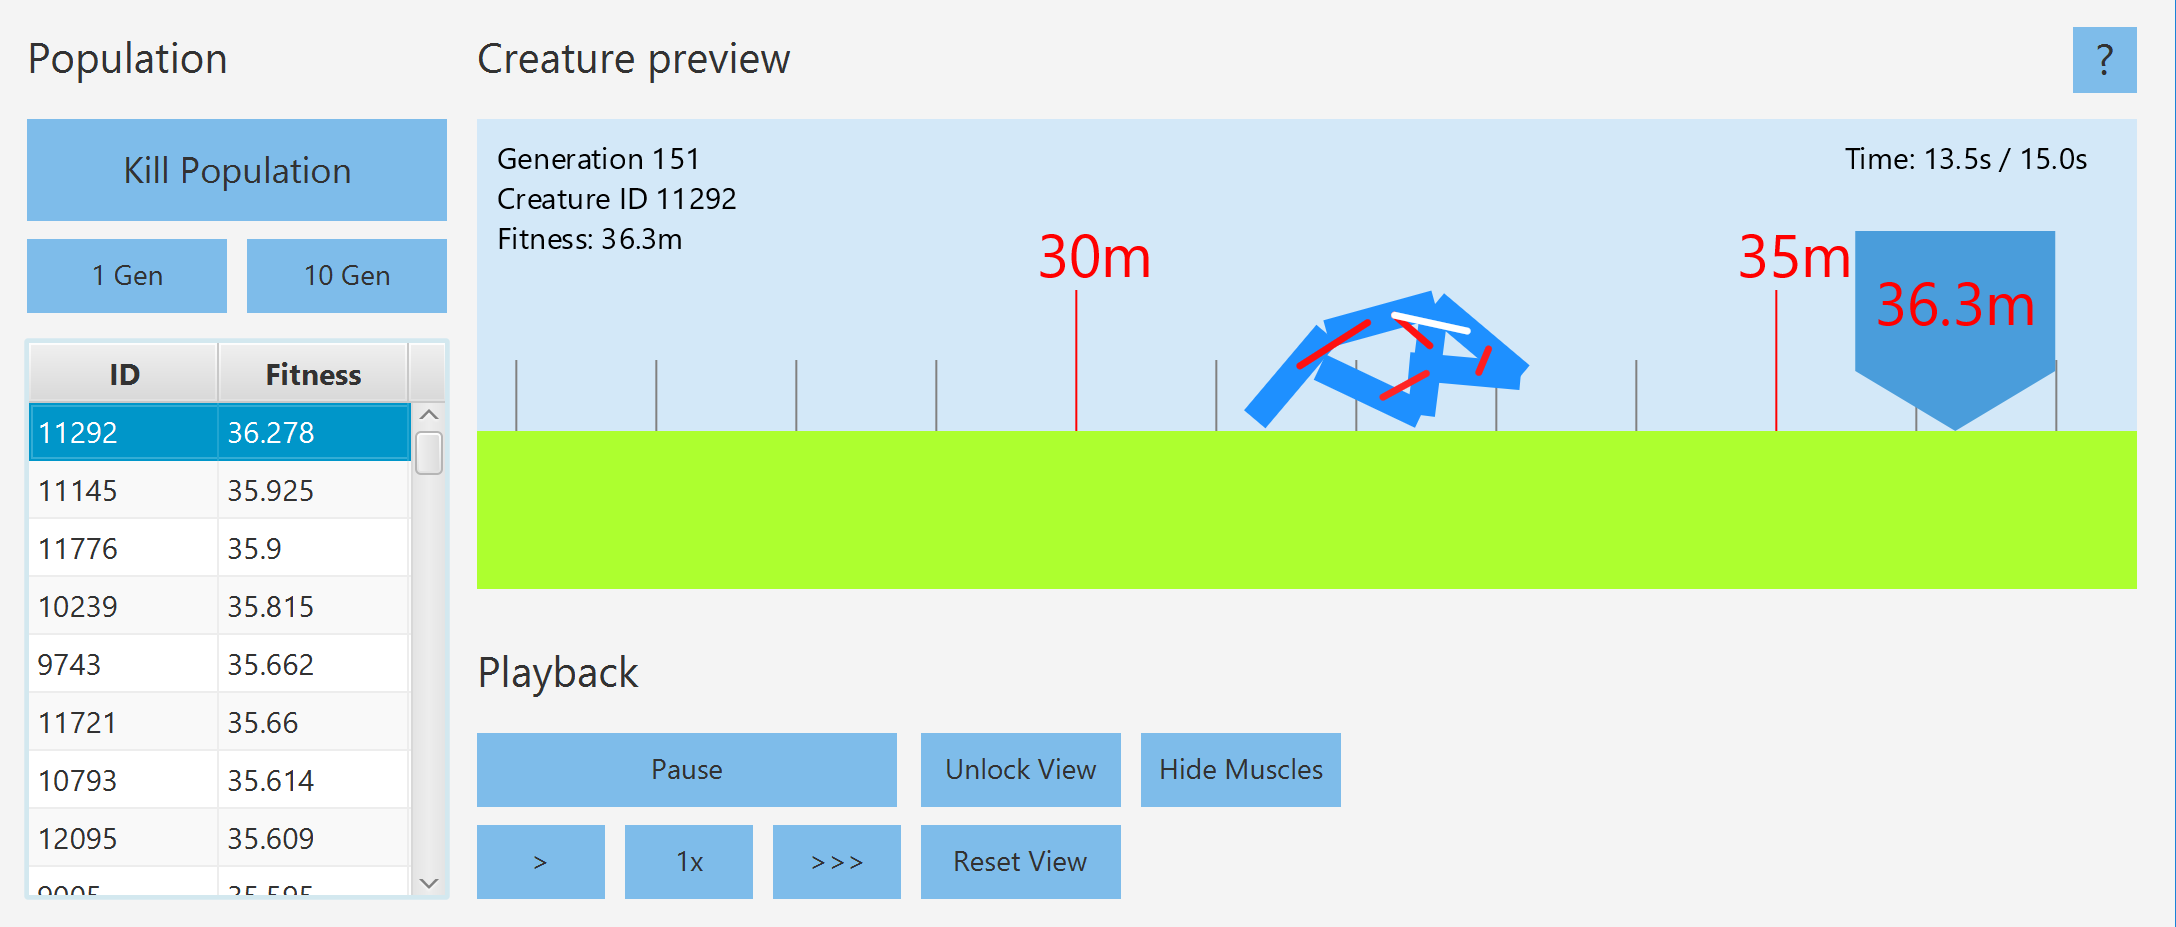 Population
Kill Population
1 Gen
10 Gen
ID Fitness
11292 36.278
11145 35.925
11776 35.9
10239 35.815
9743 35.662
11721 35.66
10793 35.614
12095 35.609
Creature preview
?
Generation 151
Creature ID 11292
Fitness: 36.3m
Time: 13.5s / 15.0s
30m
35m
36.3m
Playback
Pause
Unlock View
Hide Muscles
>
1x
>>>
Reset View